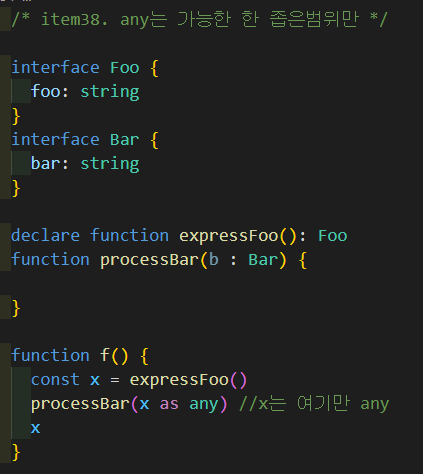 /* item38. any는 가능한 한 좁은범위만 */
interface Foo {
foo: string
}
interface Bar {
bar: string
}
declare function expressFoo(): Foo
function processBar(b : Bar) {
}
function f() {
const x = expressFoo()
processBar(x as any) //x는 여기만 any
x
}